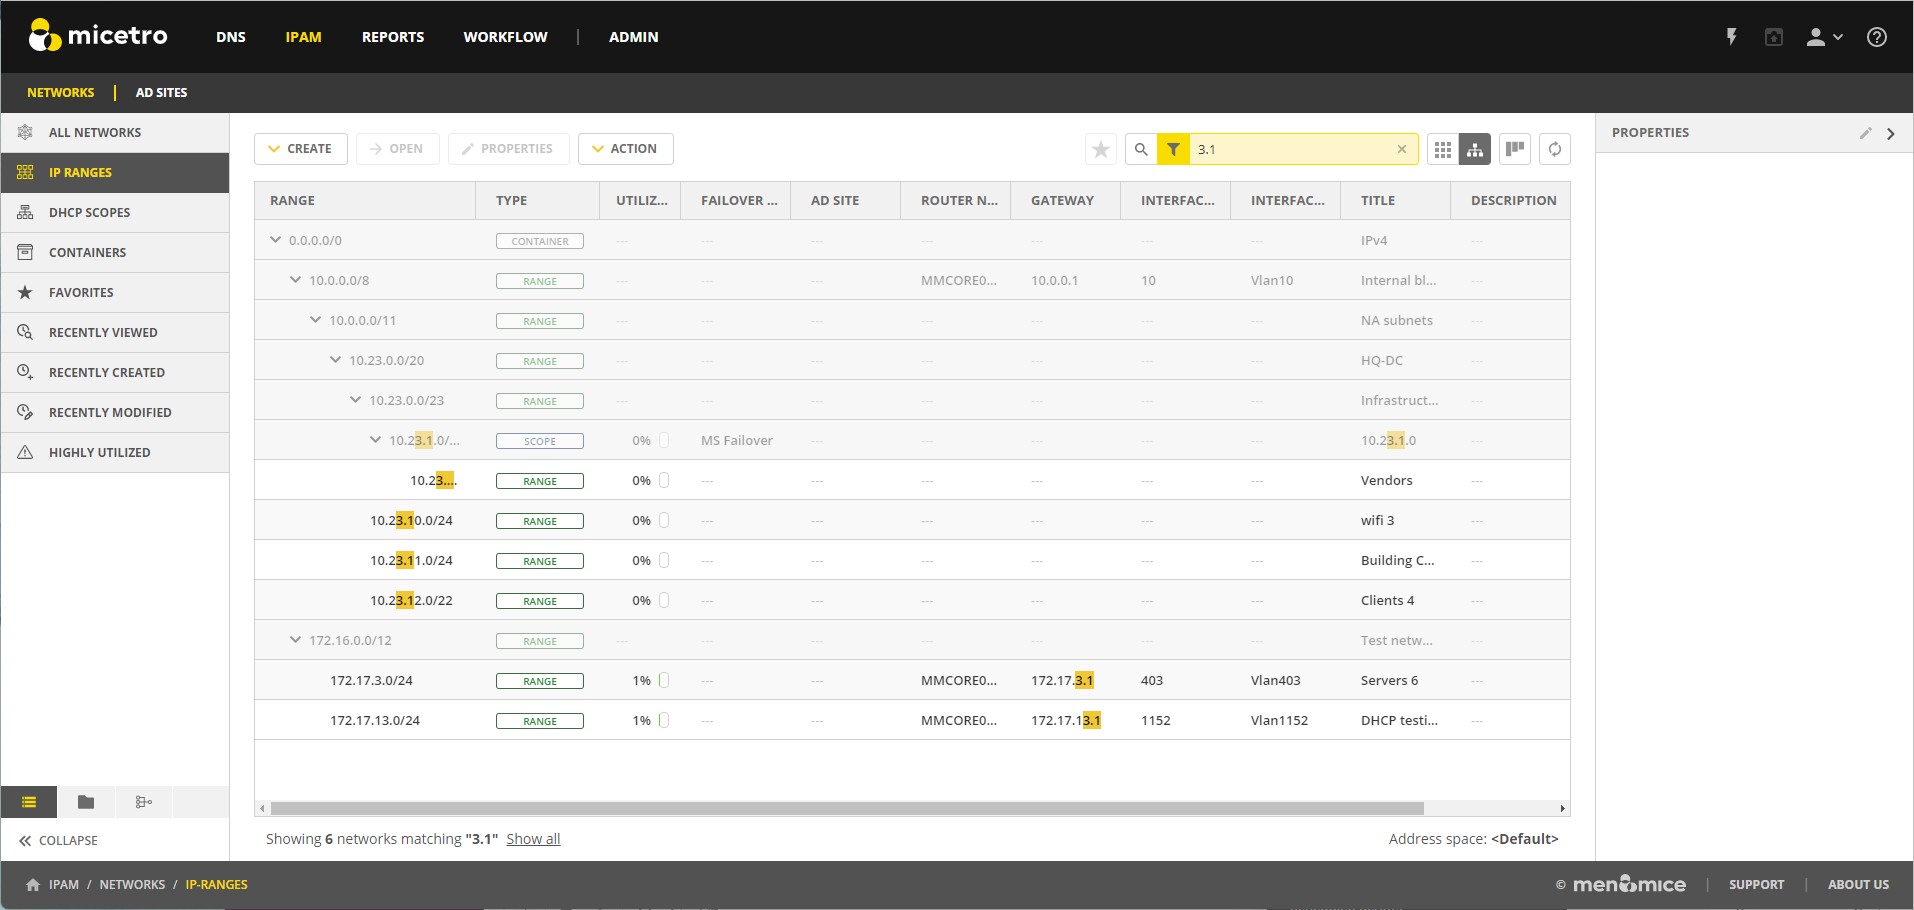 micetro DNS IPAM REPORTS WORKFLOW | ADMIN
NETWORKS | AD SITES
ALL NETWORKS
IP RANGES
DHCP SCOPES
CONTAINERS
FAVORITES
RECENTLY VIEWED
RECENTLY CREATED
RECENTLY MODIFIED
HIGHLY UTILIZED
COLLAPSE
CREATE OPEN PROPERTIES ACTION 3.1
RANGE TYPE UTILIZ... FAILOVER ... AD SITE ROUTER N... GATEWAY INTERFAC... INTERFAC... TITLE DESCRIPTION
0.0.0.0/0 CONTAINER --- --- --- --- --- --- --- IPv4 ---
10.0.0.0/8 RANGE --- --- --- MMCORE0... 10.0.0.1 10 Vlan10 Internal bl... ---
10.0.0.0/11 RANGE --- --- --- --- --- --- --- NA subnets ---
10.23.0.0/20 RANGE --- --- --- --- --- --- --- HQ-DC ---
10.23.0.0/23 RANGE --- --- --- --- --- --- --- Infrastruct... ---
10.23.1.0/... SCOPE 0% MS Failover --- --- --- --- --- 10.23.1.0 ---
10.23.... RANGE 0% --- --- --- --- --- --- Vendors ---
10.23.10.0/24 RANGE 0% --- --- --- --- --- --- wifi 3 ---
10.23.11.0/24 RANGE 0% --- --- --- --- --- --- Building C... ---
10.23.12.0/22 RANGE 0% --- --- --- --- --- --- Clients 4 ---
172.16.0.0/12 RANGE --- --- --- --- --- --- --- Test netw... ---
172.17.3.0/24 RANGE 1% --- --- MMCORE0... 172.17.3.1 403 Vlan403 Servers 6 ---
172.17.13.0/24 RANGE 1% --- --- MMCORE0... 172.17.13.1 1152 Vlan1152 DHCP testi... ---
Showing 6 networks matching "3.1" Show all
Address space: <Default>
PROPERTIES
IPAM / NETWORKS / IP-RANGES
© men&mice | SUPPORT | ABOUT US